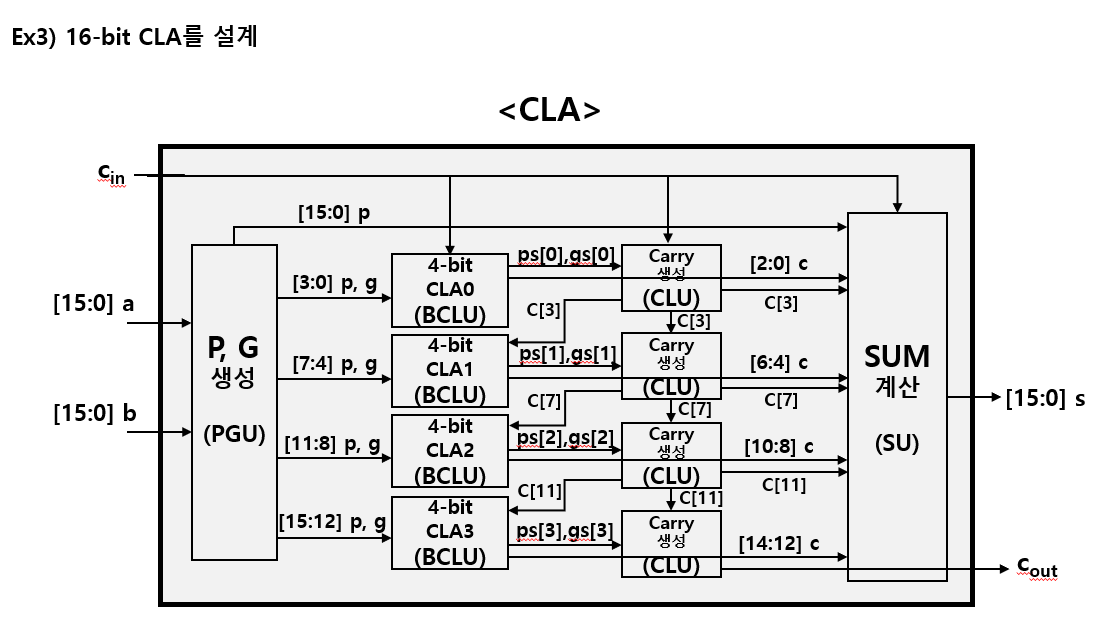 Ex3) 16-bit CLA를 설계
<CLA>
cin
[15:0] p
[15:0] a
[15:0] b
P, G
생성
(PGU)
[3:0] p, g
[7:4] p, g
[11:8] p, g
[15:12] p, g
4-bit
CLA0
(BCLU)
4-bit
CLA1
(BCLU)
4-bit
CLA2
(BCLU)
4-bit
CLA3
(BCLU)
ps[0],gs[0]
C[3]
ps[1],gs[1]
C[7]
ps[2],gs[2]
C[11]
ps[3],gs[3]
Carry
생성
(CLU)
C[3]
Carry
생성
(CLU)
C[7]
Carry
생성
(CLU)
C[11]
Carry
생성
(CLU)
[2:0] c
C[3]
[6:4] c
C[7]
[10:8] c
C[11]
[14:12] c
SUM
계산
(SU)
[15:0] s
cout